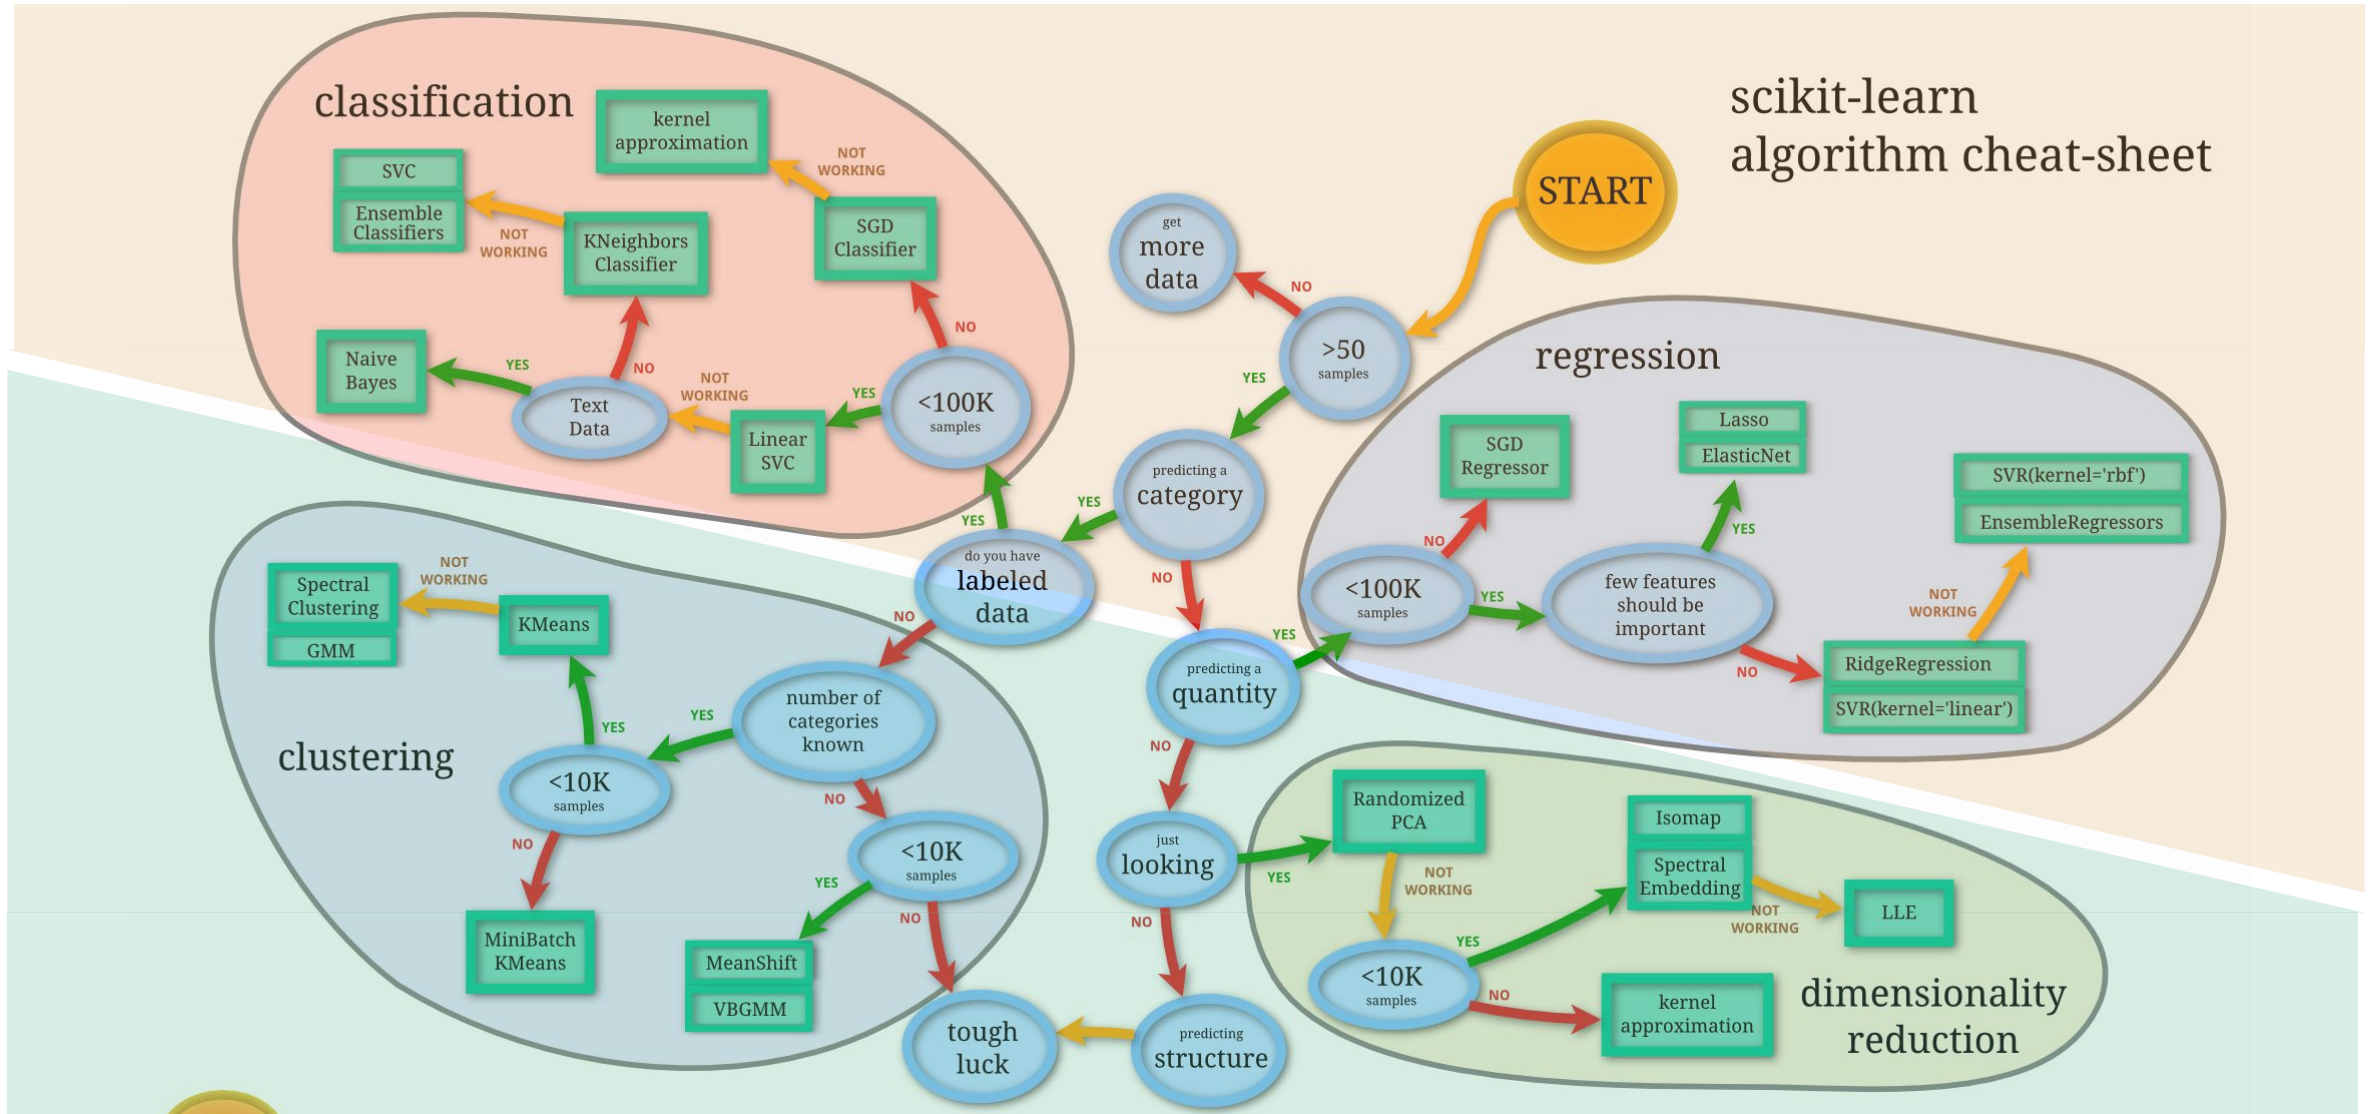 scikit-learn
algorithm cheat-sheet
START
get
more
data
NO
>50
samples
YES
predicting a
category
YES
NO
do you have
labeled
data
YES
NO
predicting a
quantity
YES
NO
just
looking
YES
NO
predicting
structure
tough
luck
classification
kernel
approximation
NOT
WORKING
SGD
Classifier
NO
<100K
samples
YES
Linear
SVC
NOT
WORKING
Text
Data
YES
Naive
Bayes
NO
KNeighbors
Classifier
NOT
WORKING
SVC
Ensemble
Classifiers
regression
<100K
samples
NO
SGD
Regressor
YES
few features
should be
important
YES
Lasso
ElasticNet
NO
RidgeRegression
SVR(kernel='linear')
NOT
WORKING
SVR(kernel='rbf')
EnsembleRegressors
clustering
number of
categories
known
YES
<10K
samples
YES
KMeans
NOT
WORKING
Spectral
Clustering
GMM
NO
MiniBatch
KMeans
NO
<10K
samples
YES
MeanShift
VBGMM
NO
dimensionality
reduction
Randomized
PCA
NOT
WORKING
<10K
samples
YES
Isomap
Spectral
Embedding
NOT
WORKING
LLE
NO
kernel
approximation